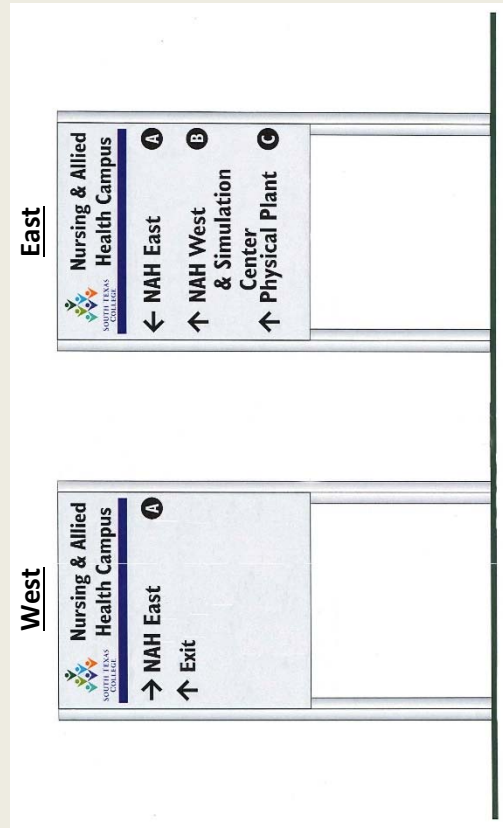 West
SOUTH TEXAS
COLLEGE
Nursing & Allied
Health Campus
→ NAH East A
↑ Exit
East
SOUTH TEXAS
COLLEGE
Nursing & Allied
Health Campus
← NAH East A
↑ NAH West B
& Simulation
Center
↑ Physical Plant C